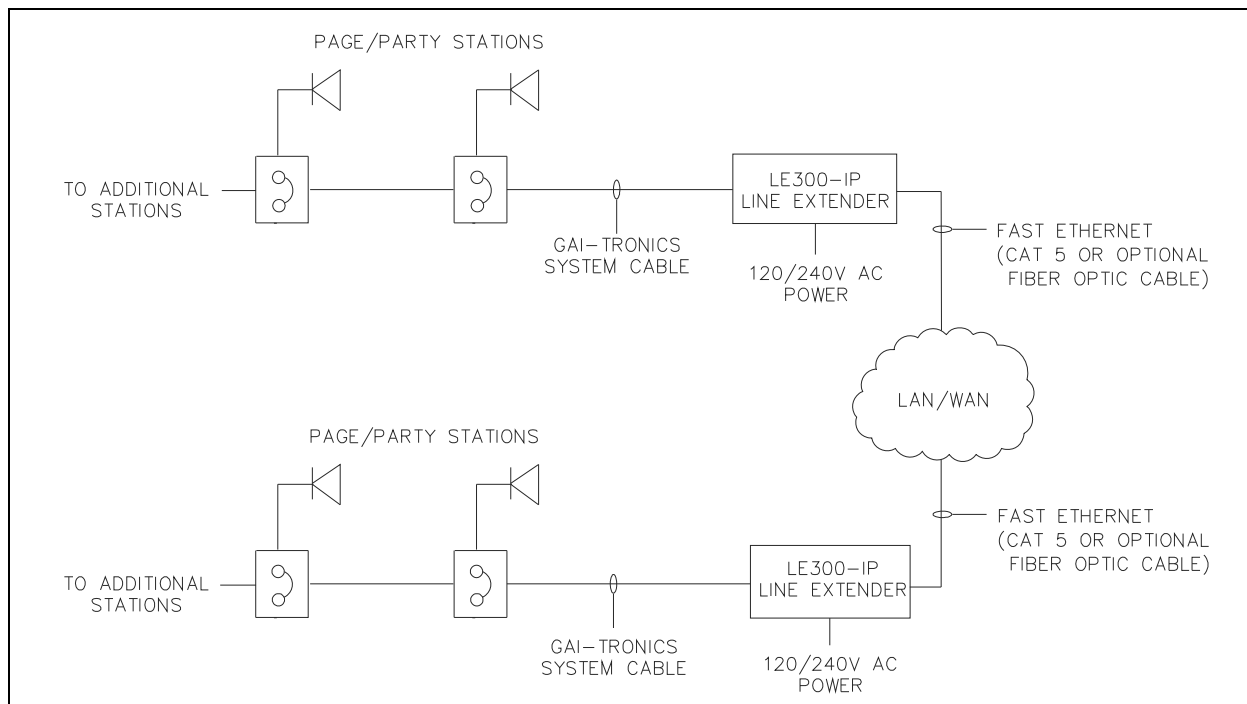 PAGE/PARTY STATIONS
TO ADDITIONAL
STATIONS
LE300-IP
LINE EXTENDER
GAI-TRONICS
SYSTEM CABLE
120/240V AC
POWER
FAST ETHERNET
(CAT 5 OR OPTIONAL
FIBER OPTIC CABLE)
LAN/WAN
PAGE/PARTY STATIONS
FAST ETHERNET
(CAT 5 OR OPTIONAL
FIBER OPTIC CABLE)
TO ADDITIONAL
STATIONS
LE300-IP
LINE EXTENDER
GAI-TRONICS
SYSTEM CABLE
120/240V AC
POWER